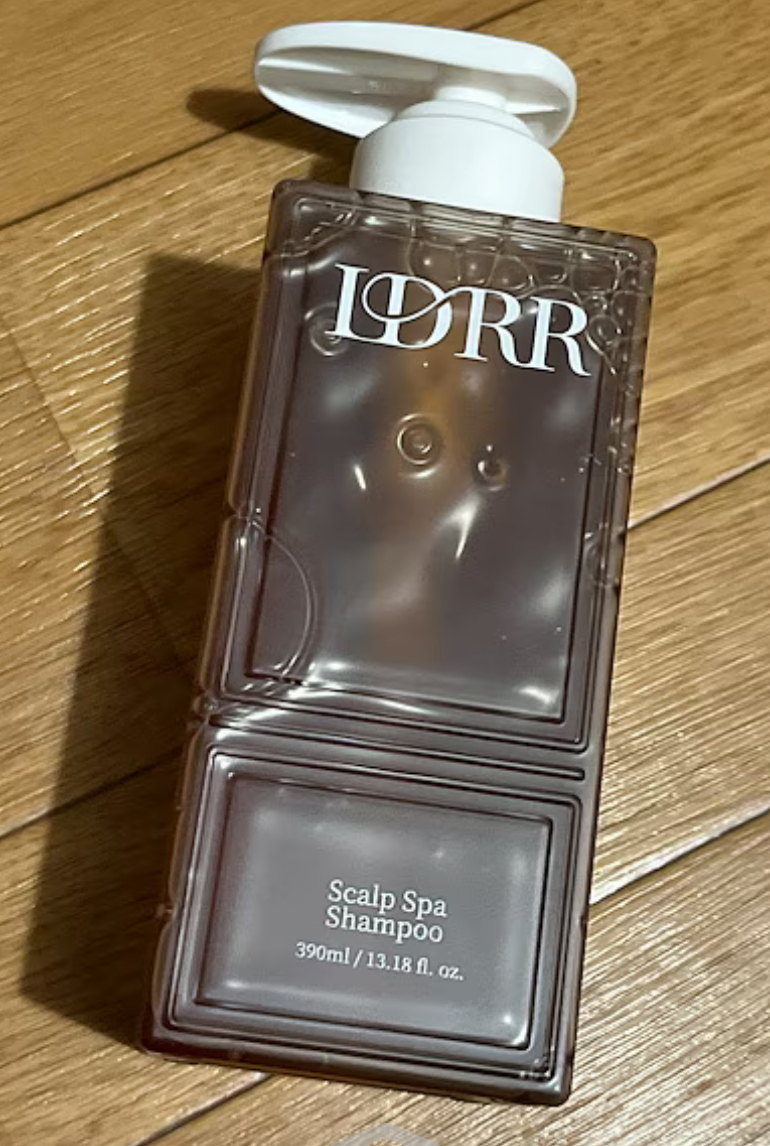 LDRR
Scalp Spa
Shampoo
390ml / 13.18 fl. oz.